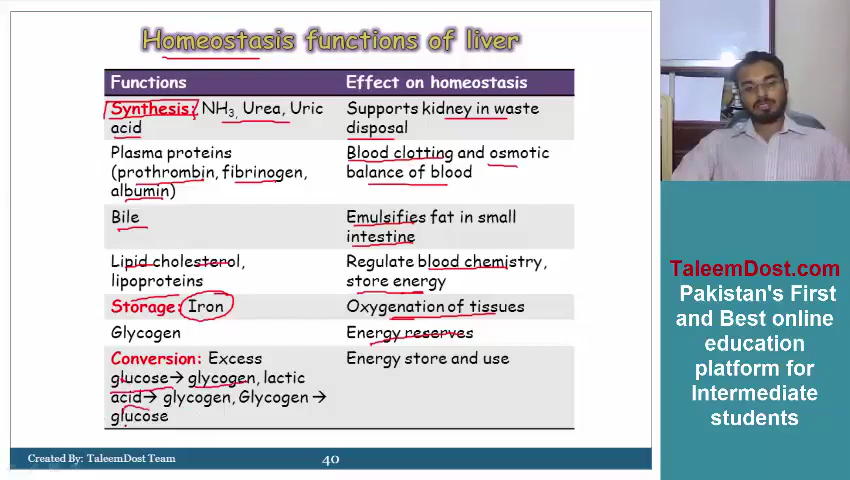 Homeostasis functions of liver
Functions
Effect on homeostasis
Synthesis: NH3, Urea, Uric
acid
Supports kidney in waste
disposal
Plasma proteins
(prothrombin, fibrinogen,
albumin)
Blood clotting and osmotic
balance of blood
Bile
Emulsifies fat in small
intestine
Lipid cholesterol,
lipoproteins
Regulate blood chemistry,
store energy
Storage: Iron
Oxygenation of tissues
Glycogen
Energy reserves
Conversion: Excess
glucose→ glycogen, lactic
acid→ glycogen, Glycogen →
glucose
Energy store and use
Created By: TaleemDost Team
40
TaleemDost.com
Pakistan's First
and Best online
education
platform for
Intermediate
students